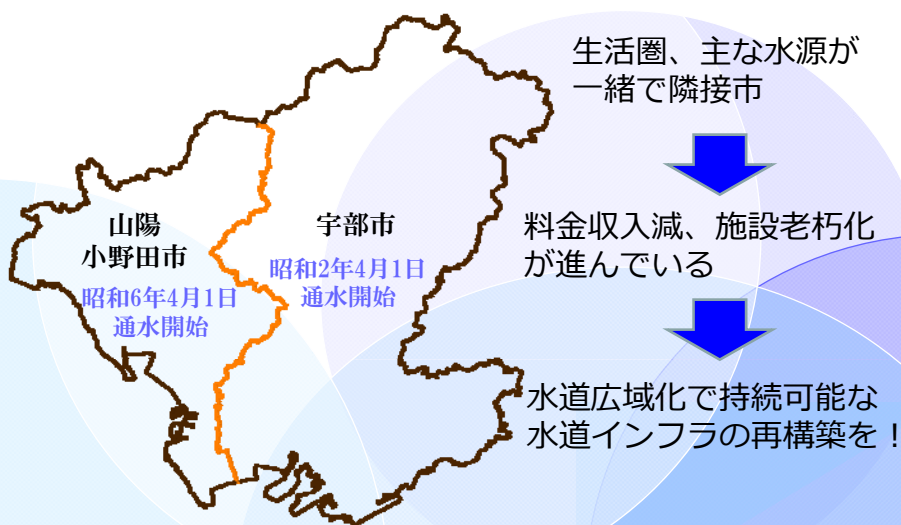 山陽
小野田市
昭和6年4月1日
通水開始
宇部市
昭和2年4月1日
通水開始
生活圏、主な水源が
一緒で隣接市
料金収入減、施設老朽化
が進んでいる
水道広域化で持続可能な
水道インフラの再構築を！